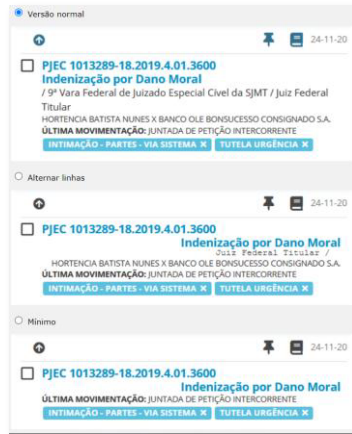 Versão normal
24-11-20
PJEC 1013289-18.2019.4.01.3600
Indenização por Dano Moral
/ 9ª Vara Federal de Juizado Especial Cível da SJMT / Juiz Federal
Titular
HORTENCIA BATISTA NUNES X BANCO OLE BONSUCESSO CONSIGNADO S.A.
ÚLTIMA MOVIMENTAÇÃO: JUNTADA DE PETIÇÃO INTERCORRENTE
INTIMAÇÃO - PARTES - VIA SISTEMA × TUTELA URGÊNCIA ×
Alternar linhas
24-11-20
PJEC 1013289-18.2019.4.01.3600
Indenização por Dano Moral
Juiz Federal Titular /
HORTENCIA BATISTA NUNES X BANCO OLE BONSUCESSO CONSIGNADO S.A.
ÚLTIMA MOVIMENTAÇÃO: JUNTADA DE PETIÇÃO INTERCORRENTE
INTIMAÇÃO - PARTES - VIA SISTEMA × TUTELA URGÊNCIA ×
Mínimo
24-11-20
PJEC 1013289-18.2019.4.01.3600
Indenização por Dano Moral
ÚLTIMA MOVIMENTAÇÃO: JUNTADA DE PETIÇÃO INTERCORRENTE
INTIMAÇÃO - PARTES - VIA SISTEMA × TUTELA URGÊNCIA ×